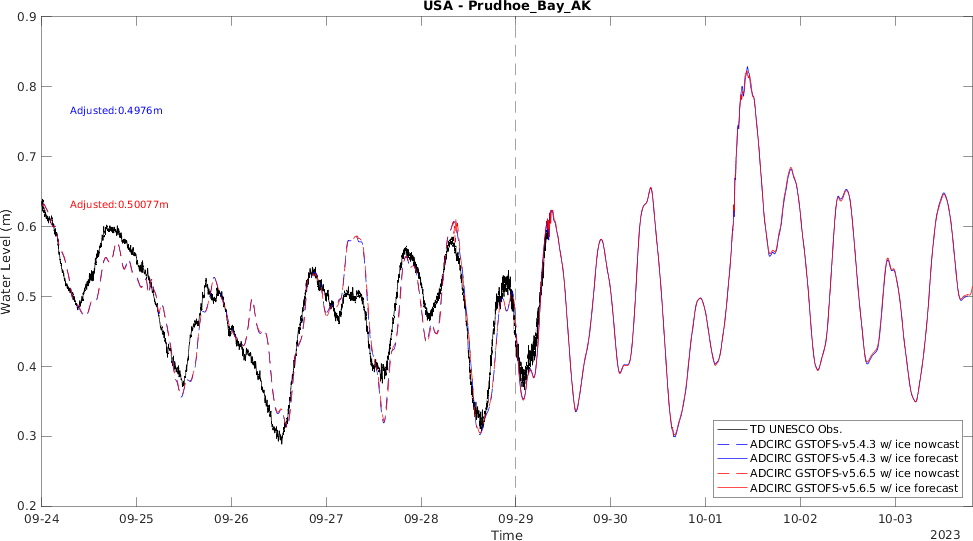 USA - Prudhoe_Bay_AK
0.9
0.8
Adjusted:0.4976m
0.7
Adjusted:0.50077m
0.6
Water Level (m)
0.5
0.4
0.3
0.2
TD UNESCO Obs.
ADCIRC GSTOFS-v5.4.3 w/ ice nowcast
ADCIRC GSTOFS-v5.4.3 w/ ice forecast
ADCIRC GSTOFS-v5.6.5 w/ ice nowcast
ADCIRC GSTOFS-v5.6.5 w/ ice forecast
09-24 09-25 09-26 09-27 09-28 09-29 09-30 10-01 10-02 10-03
Time
2023